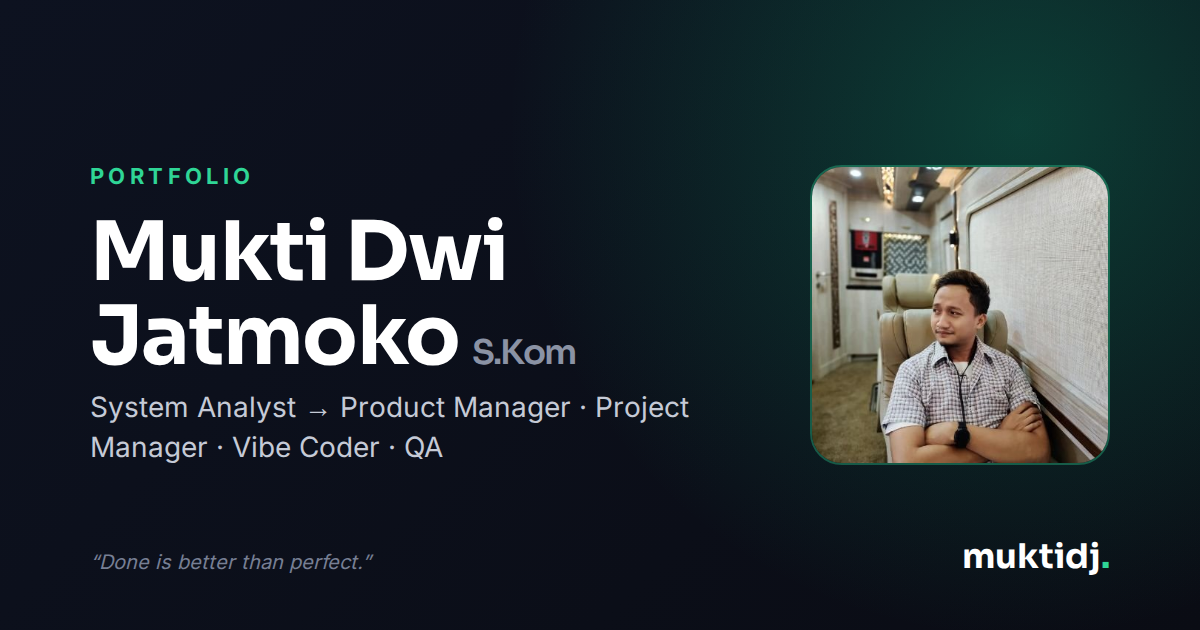 PORTFOLIO
Mukti Dwi
Jatmoko S.Kom
System Analyst → Product Manager · Project
Manager · Vibe Coder · QA
“Done is better than perfect.”
muktidj.